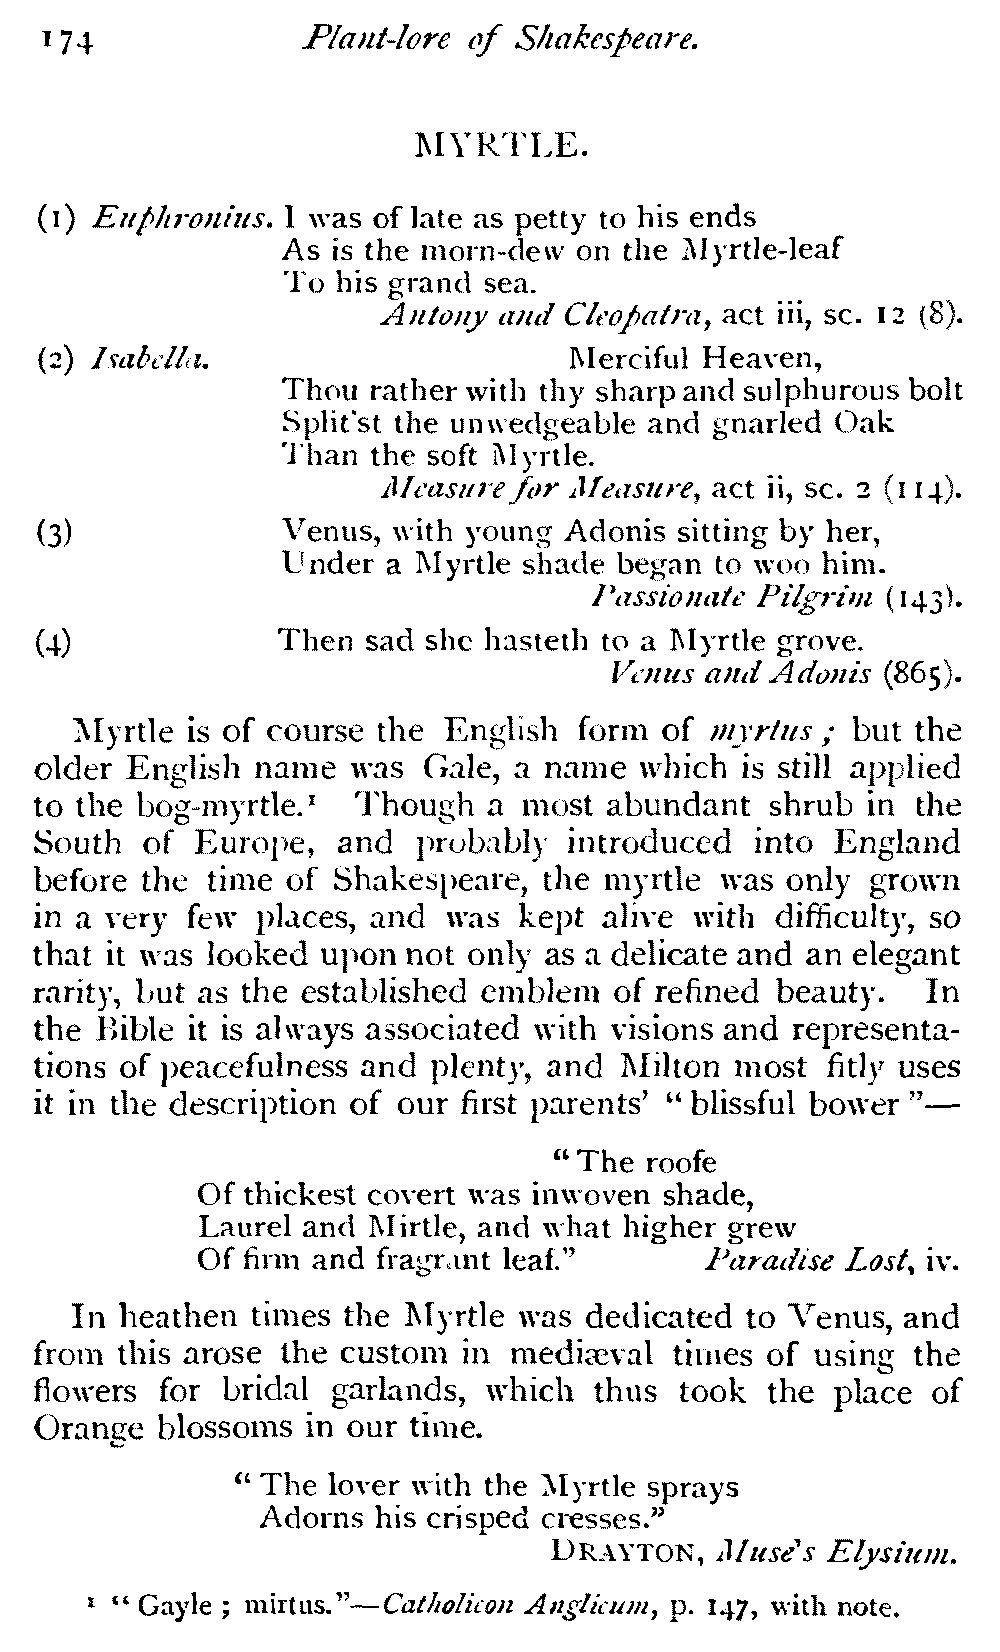 174 Plant-lore of Shakespeare.
MYRTLE.
(1) Euphronius. I was of late as petty to his ends
As is the morn-dew on the Myrtle-leaf
To his grand sea.
Antony and Cleopatra, act iii, sc. 12 (8).
(2) Isabella. Merciful Heaven,
Thou rather with thy sharp and sulphurous bolt
Split'st the unwedgeable and gnarled Oak
Than the soft Myrtle.
Measure for Measure, act ii, sc. 2 (114).
(3) Venus, with young Adonis sitting by her,
Under a Myrtle shade began to woo him.
Passionate Pilgrim (143).
(4) Then sad she hasteth to a Myrtle grove.
Venus and Adonis (865).
Myrtle is of course the English form of myrtus; but the
older English name was Gale, a name which is still applied
to the bog-myrtle.¹ Though a most abundant shrub in the
South of Europe, and probably introduced into England
before the time of Shakespeare, the myrtle was only grown
in a very few places, and was kept alive with difficulty, so
that it was looked upon not only as a delicate and an elegant
rarity, but as the established emblem of refined beauty. In
the Bible it is always associated with visions and representa-
tions of peacefulness and plenty, and Milton most fitly uses
it in the description of our first parents' "blissful bower"—
"The roofe
Of thickest covert was inwoven shade,
Laurel and Mirtle, and what higher grew
Of firm and fragrant leaf." Paradise Lost, iv.
In heathen times the Myrtle was dedicated to Venus, and
from this arose the custom in mediæval times of using the
flowers for bridal garlands, which thus took the place of
Orange blossoms in our time.
"The lover with the Myrtle sprays
Adorns his crisped cresses."
DRAYTON, Muse's Elysium.
¹ "Gayle; mirtus."—Catholicon Anglicum, p. 147, with note.